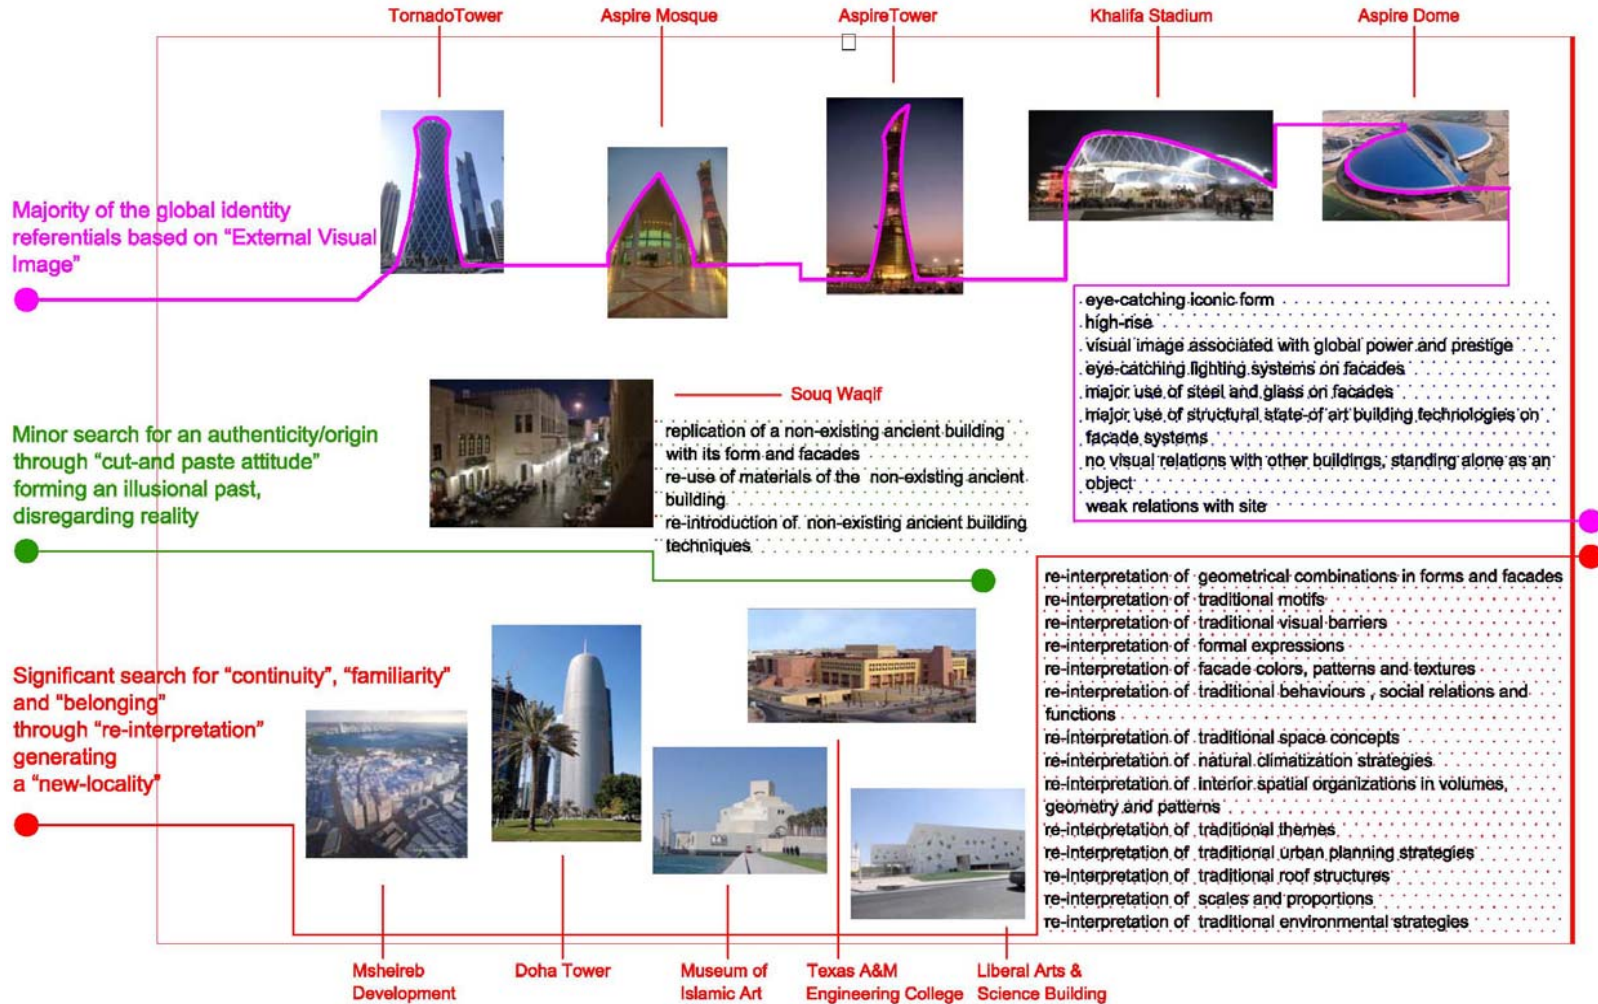 TornadoTower
Aspire Mosque
AspireTower
Khalifa Stadium
Aspire Dome
Majority of the global identity
referentials based on “External Visual
Image”
eye-catching iconic form
high-rise
visual image associated with global power and prestige
eye-catching lighting systems on facades
major use of steel and glass on facades
major use of structural state-of art building technologies on
facade systems
no visual relations with other buildings, standing alone as an
object
weak relations with site
Souq Waqif
Minor search for an authenticity/origin
through “cut-and paste attitude”
forming an illusional past,
disregarding reality
replication of a non-existing ancient building
with its form and facades
re-use of materials of the non-existing ancient
building
re-introduction of non-existing ancient building
techniques
Significant search for “continuity”, “familiarity”
and “belonging”
through “re-interpretation”
generating
a “new-locality”
re-interpretation of geometrical combinations in forms and facades
re-interpretation of traditional motifs
re-interpretation of traditional visual barriers
re-interpretation of formal expressions
re-interpretation of facade colors, patterns and textures
re-interpretation of traditional behaviours , social relations and
functions
re-interpretation of traditional space concepts
re-interpretation of natural climatization strategies
re-interpretation of interior spatial organizations in volumes,
geometry and patterns
re-interpretation of traditional themes
re-interpretation of traditional urban planning strategies
re-interpretation of traditional roof structures
re-interpretation of scales and proportions
re-interpretation of traditional environmental strategies
Msheireb
Development
Doha Tower
Museum of
Islamic Art
Texas A&M
Engineering College
Liberal Arts &
Science Building